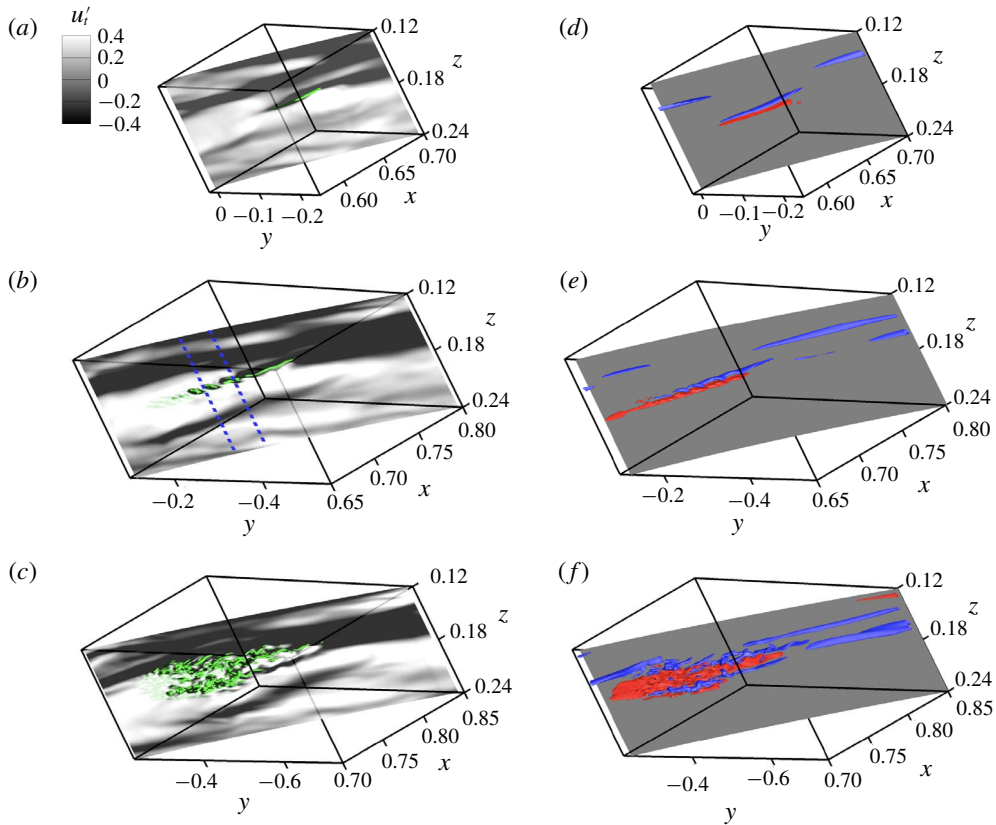 (a)
u′t
0.4
0.2
0
−0.2
−0.4
0.12
z
0.18
0.24
0.70
0.65
x
0.60
0 −0.1 −0.2
y
(d)
0.12
z
0.18
0.24
0.70
0.65
x
0.60
0 −0.1 −0.2
y
(b)
0.12
z
0.18
0.24
0.80
0.75
x
0.70
0.65
−0.2 −0.4
y
(e)
0.12
z
0.18
0.24
0.80
0.75
x
0.70
0.65
−0.2 −0.4
y
(c)
0.12
z
0.18
0.24
0.85
0.80
x
0.75
0.70
−0.4 −0.6
y
(f)
0.12
z
0.18
0.24
0.85
0.80
x
0.75
0.70
−0.4 −0.6
y